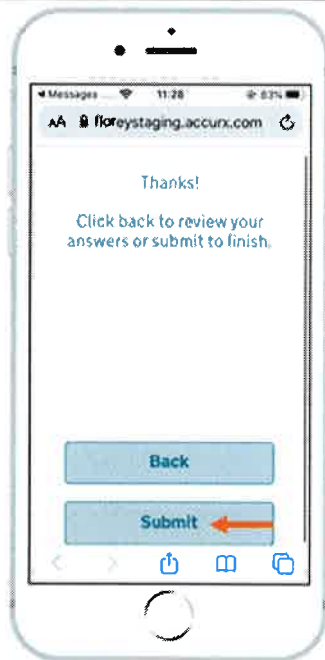 Messages 11:28 83%
AA floreystaging.accurx.com
Thanks!
Click back to review your
answers or submit to finish.
Back
Submit